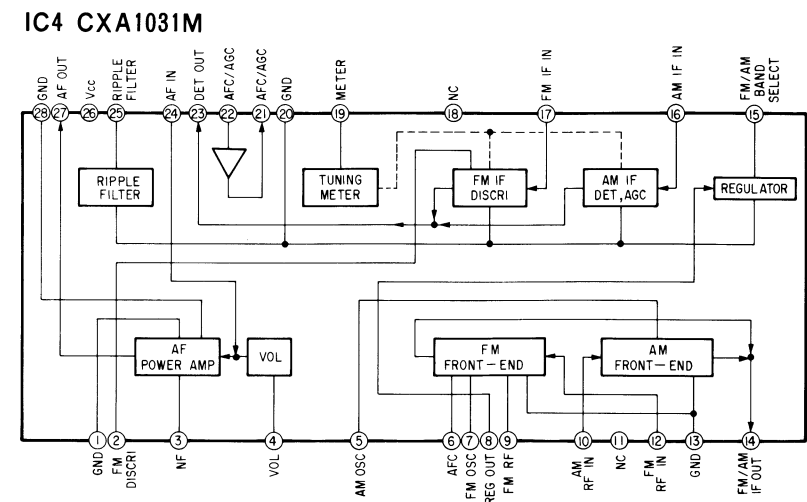 IC4 CXA1031M
GND
AF OUT
Vcc
RIPPLE
FILTER
AF IN
DET OUT
AFC/AGC
AFC/AGC
GND
METER
NC
FM IF IN
AM IF IN
FM/AM
BAND
SELECT
28 27 26 25 24 23 22 21 20 19 18 17 16 15
RIPPLE
FILTER
TUNING
METER
FM IF
DISCRI
AM IF
DET, AGC
REGULATOR
AF
POWER AMP
VOL
FM
FRONT-END
AM
FRONT-END
1 2 3 4 5 6 7 8 9 10 11 12 13 14
GND
FM
DISCRI
NF
VOL
AM OSC
AFC
FM OSC
REG OUT
FM RF
AM
RF IN
NC
FM
RF IN
GND
FM/AM
IF OUT